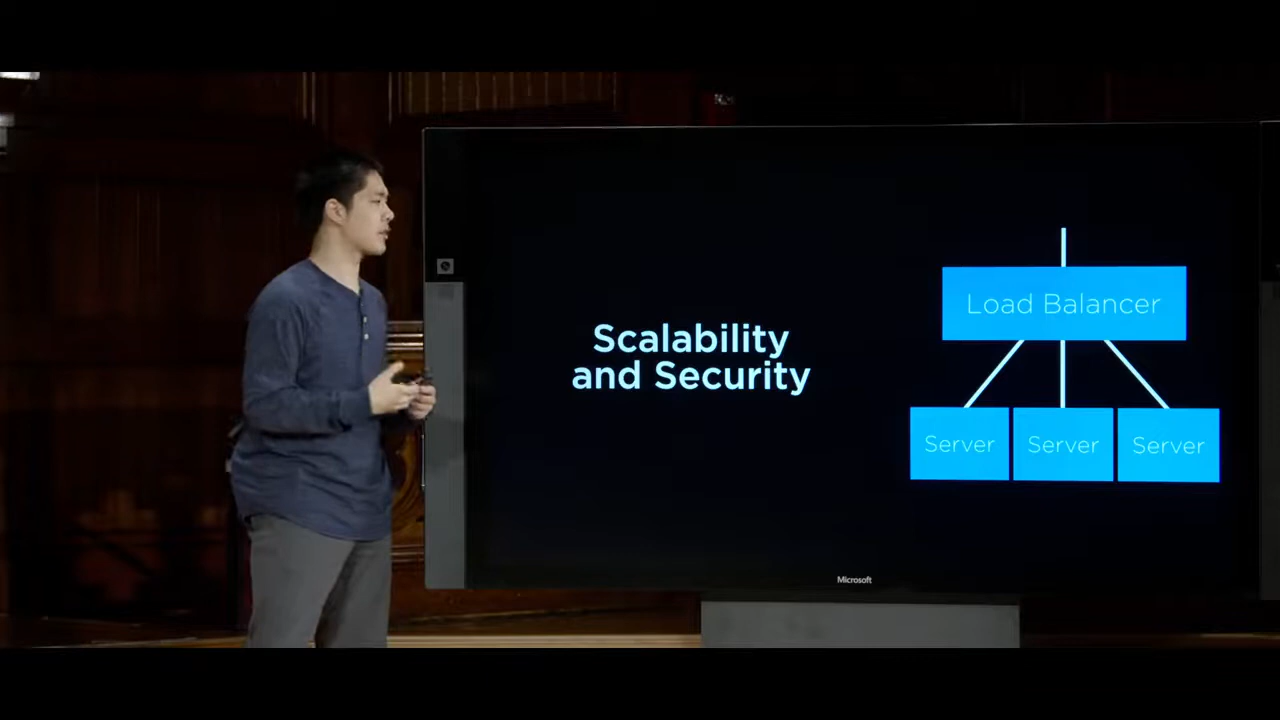 Scalability
and Security
Load Balancer
Server
Server
Server
Microsoft